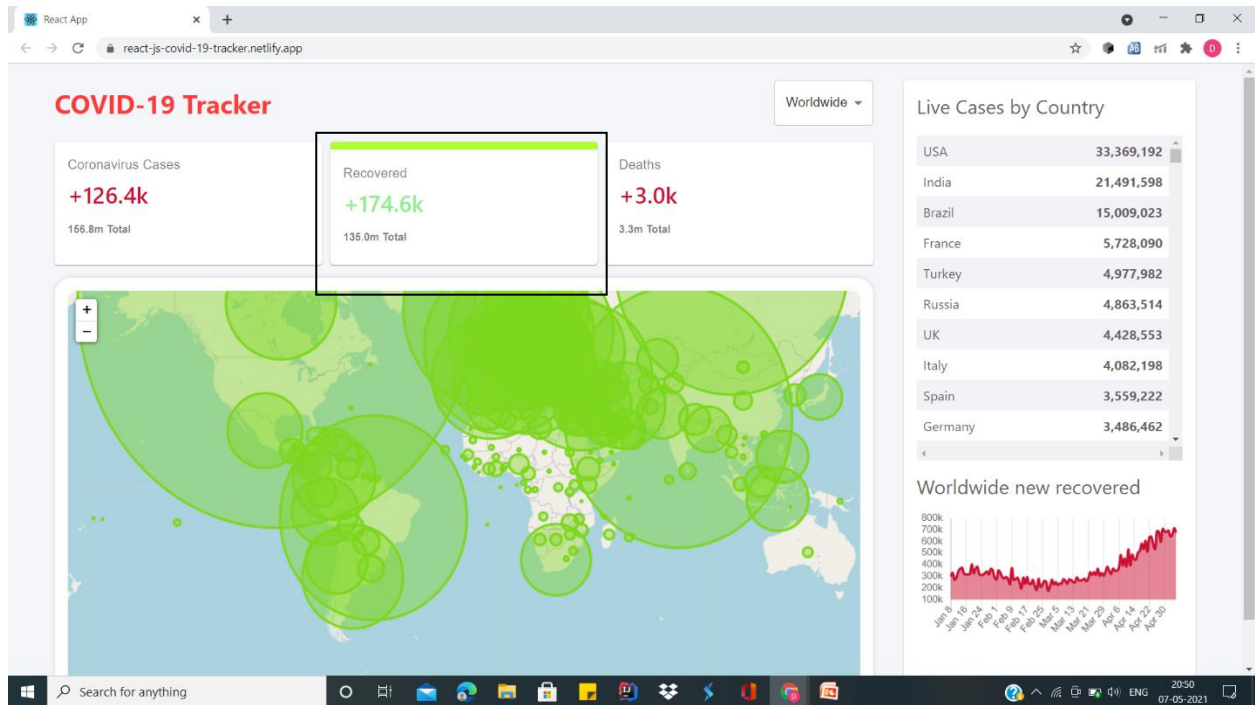 React App
react-js-covid-19-tracker.netlify.app
COVID-19 Tracker
Worldwide
Coronavirus Cases
+126.4k
156.8m Total
Recovered
+174.6k
135.0m Total
Deaths
+3.0k
3.3m Total
+
−
Live Cases by Country
USA 33,369,192
India 21,491,598
Brazil 15,009,023
France 5,728,090
Turkey 4,977,982
Russia 4,863,514
UK 4,428,553
Italy 4,082,198
Spain 3,559,222
Germany 3,486,462
Worldwide new recovered
800k
700k
600k
500k
400k
300k
200k
100k
Jan 8 Jan 16 Jan 24 Feb 1 Feb 9 Feb 17 Feb 25 Mar 5 Mar 13 Mar 21 Mar 29 Apr 6 Apr 14 Apr 22 Apr 30
Search for anything
ENG
20:50
07-05-2021